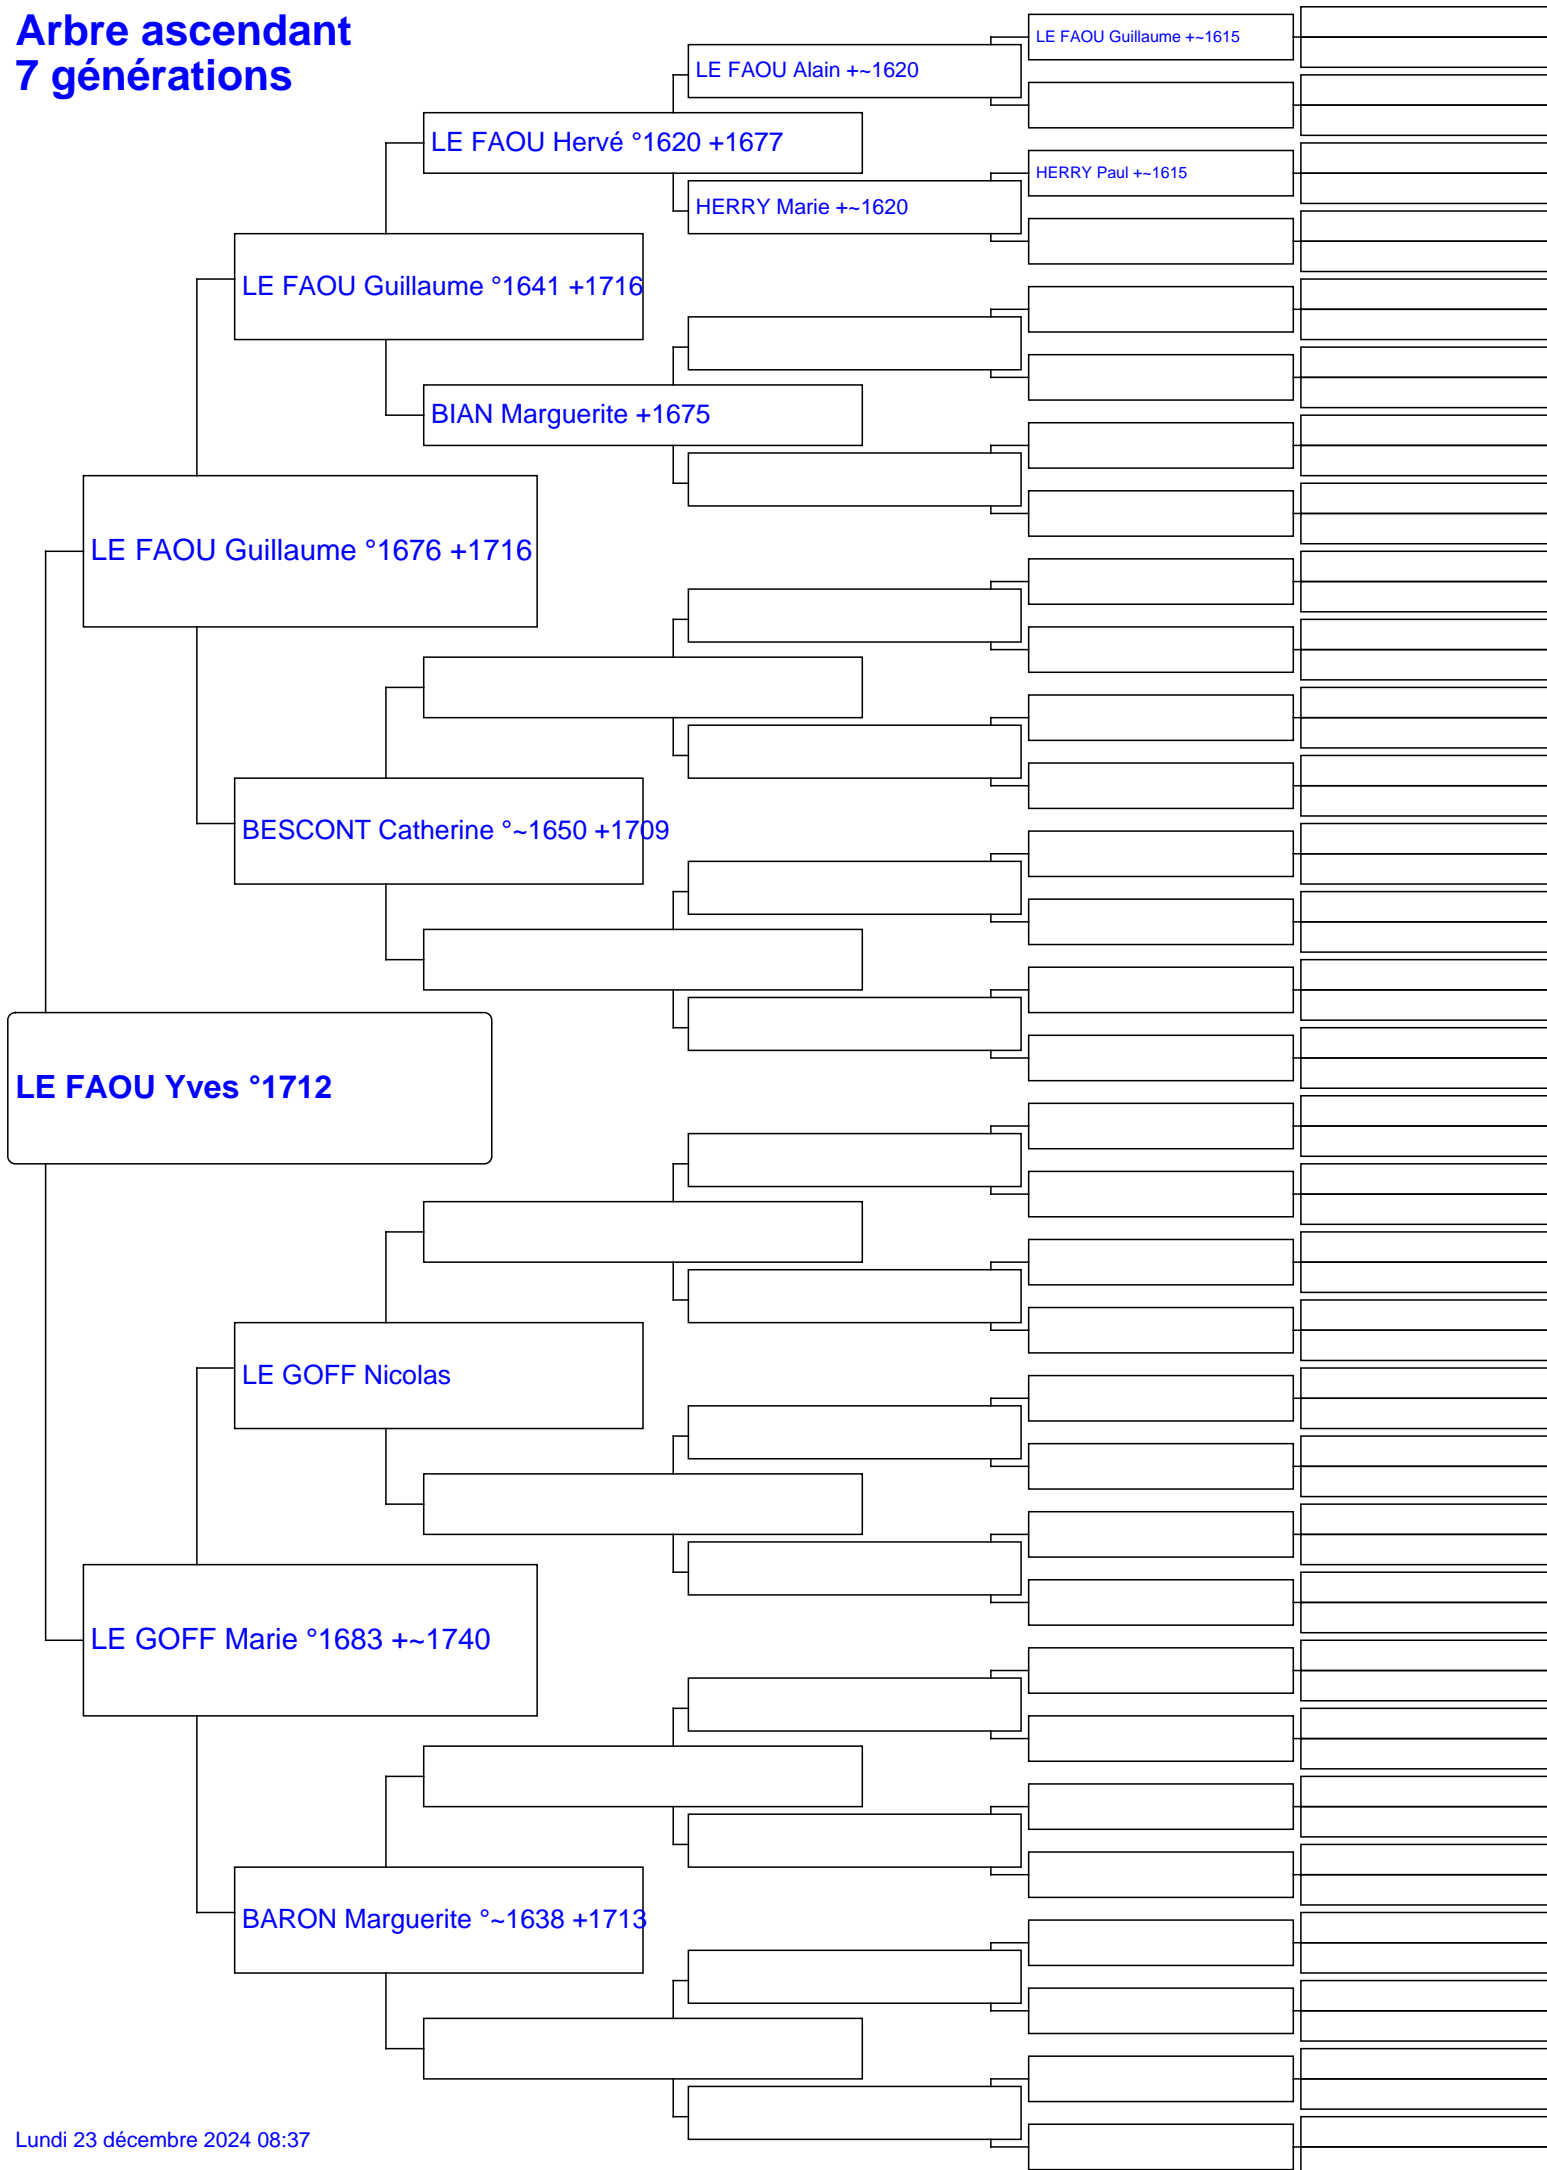 Arbre ascendant
7 générations
LE FAOU Guillaume +~1615
LE FAOU Alain +~1620
LE FAOU Hervé °1620 +1677
HERRY Paul +~1615
HERRY Marie +~1620
LE FAOU Guillaume °1641 +1716
BIAN Marguerite +1675
LE FAOU Guillaume °1676 +1716
BESCONT Catherine °~1650 +1709
LE FAOU Yves °1712
LE GOFF Nicolas
LE GOFF Marie °1683 +~1740
BARON Marguerite °~1638 +1713
Lundi 23 décembre 2024 08:37